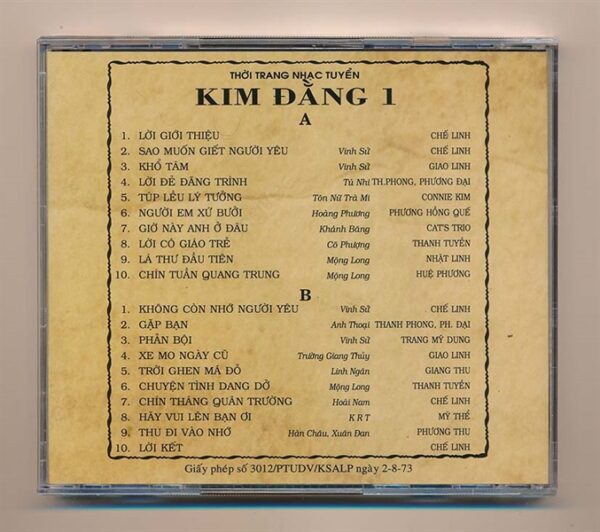 THỜI TRANG NHẠC TUYỂN
KIM ĐẰNG 1
A
1. LỜI GIỚI THIỆU CHẾ LINH
2. SAO MUỐN GIẾT NGƯỜI YÊU Vinh Sử CHẾ LINH
3. KHỔ TÂM Vinh Sử GIAO LINH
4. LỜI ĐỀ ĐĂNG TRÌNH Tú Nhi TH.PHONG, PHƯƠNG ĐẠI
5. TÚP LỀU LÝ TƯỞNG Tôn Nữ Trà Mi CONNIE KIM
6. NGƯỜI EM XỨ BƯỞI Hoàng Phương PHƯƠNG HỒNG QUẾ
7. GIỜ NÀY ANH Ở ĐÂU Khánh Băng CAT'S TRIO
8. LỜI CÔ GIÁO TRẺ Cô Phượng THANH TUYỀN
9. LÁ THƯ ĐẦU TIÊN Mộng Long NHẬT LINH
10. CHÍN TUẦN QUANG TRUNG Mộng Long HUỆ PHƯƠNG
B
1. KHÔNG CÒN NHỚ NGƯỜI YÊU Vinh Sử CHẾ LINH
2. GẶP BẠN Anh Thoại THANH PHONG, PH. ĐẠI
3. PHẢN BỘI Vinh Sử TRANG MỸ DUNG
4. XE MO NGÀY CŨ Trường Giang Thủy GIAO LINH
5. TRỜI GHEN MÁ ĐỎ Linh Ngân GIANG THU
6. CHUYỆN TÌNH DANG DỞ Mộng Long THANH TUYỀN
7. CHÍN THÁNG QUÂN TRƯỜNG Hoài Nam CHẾ LINH
8. HÃY VUI LÊN BẠN ƠI K R T MỸ THỂ
9. THU ĐI VÀO NHỚ Hàn Châu, Xuân Đan PHƯƠNG THU
10. LỜI KẾT CHẾ LINH
Giấy phép số 3012/PTUDV/KSALP ngày 2-8-73